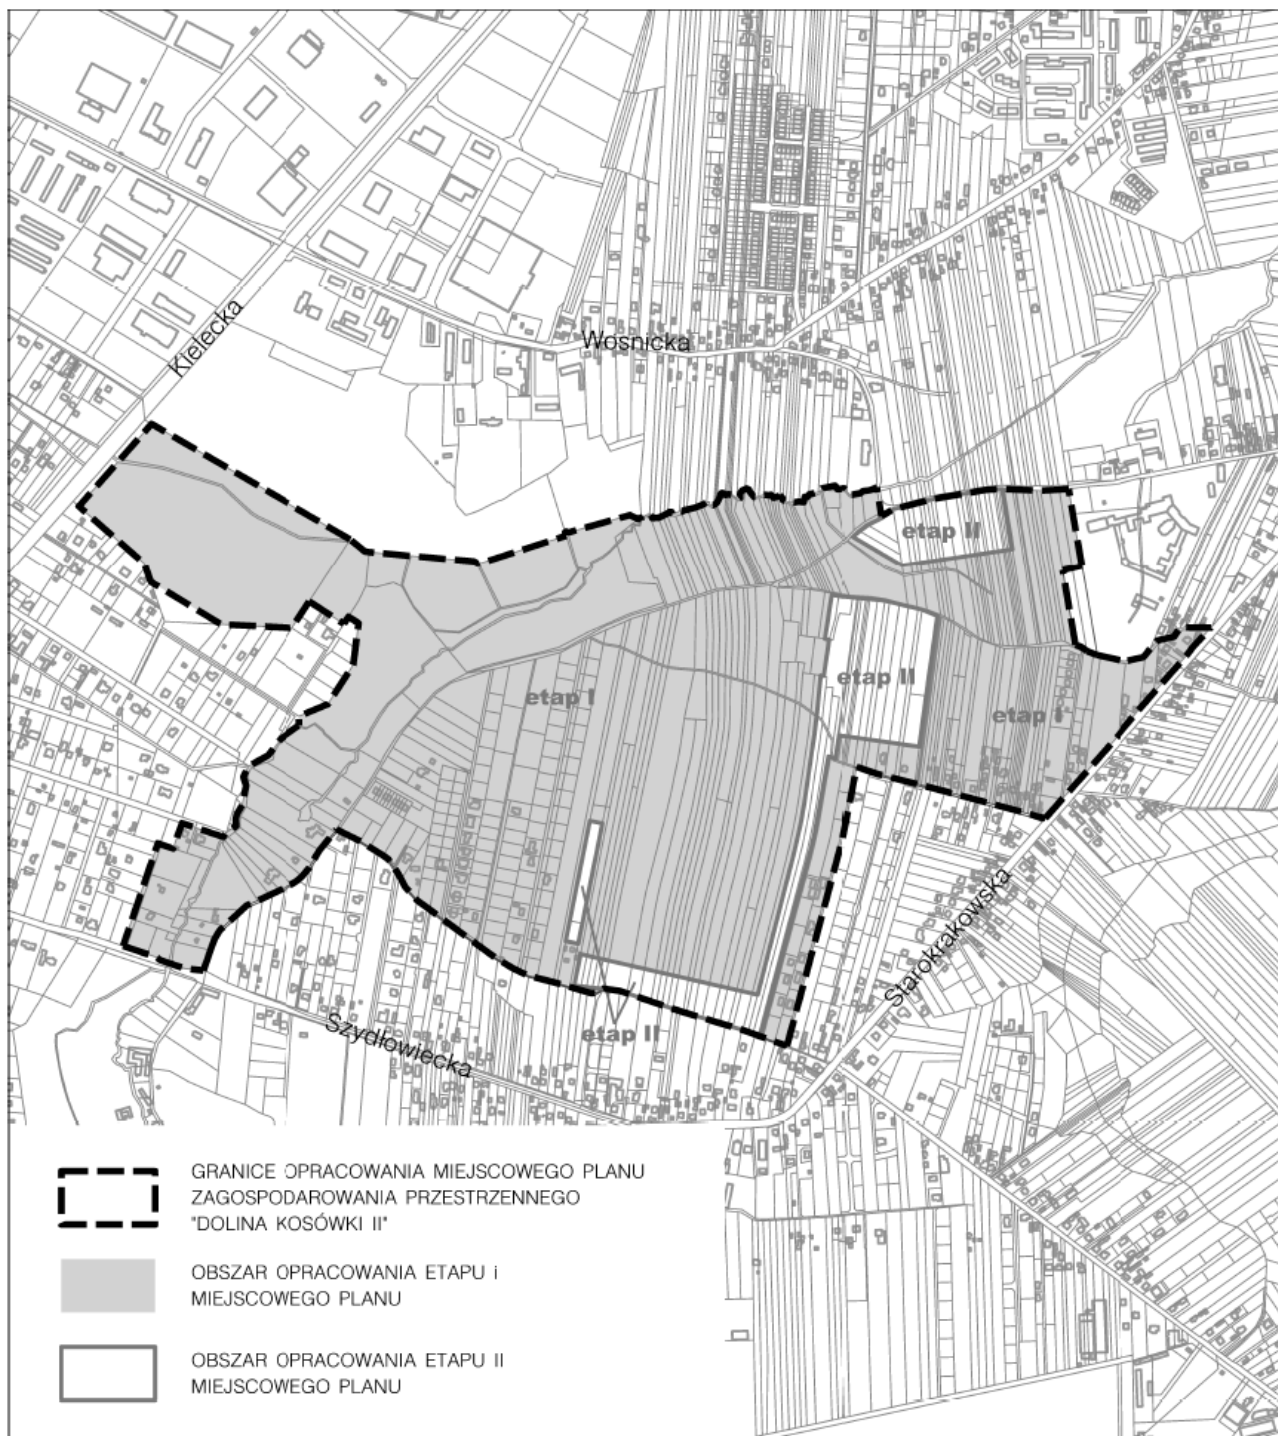 Kielecka
Wosnicka
etap II
etap II
etap I
etap I
Starokrakowska
etap II
Szydłowiecka
GRANICE OPRACOWANIA MIEJSCOWEGO PLANU
ZAGOSPODAROWANIA PRZESTRZENNEGO
"DOLINA KOSÓWKI II"
OBSZAR OPRACOWANIA ETAPU i
MIEJSCOWEGO PLANU
OBSZAR OPRACOWANIA ETAPU II
MIEJSCOWEGO PLANU